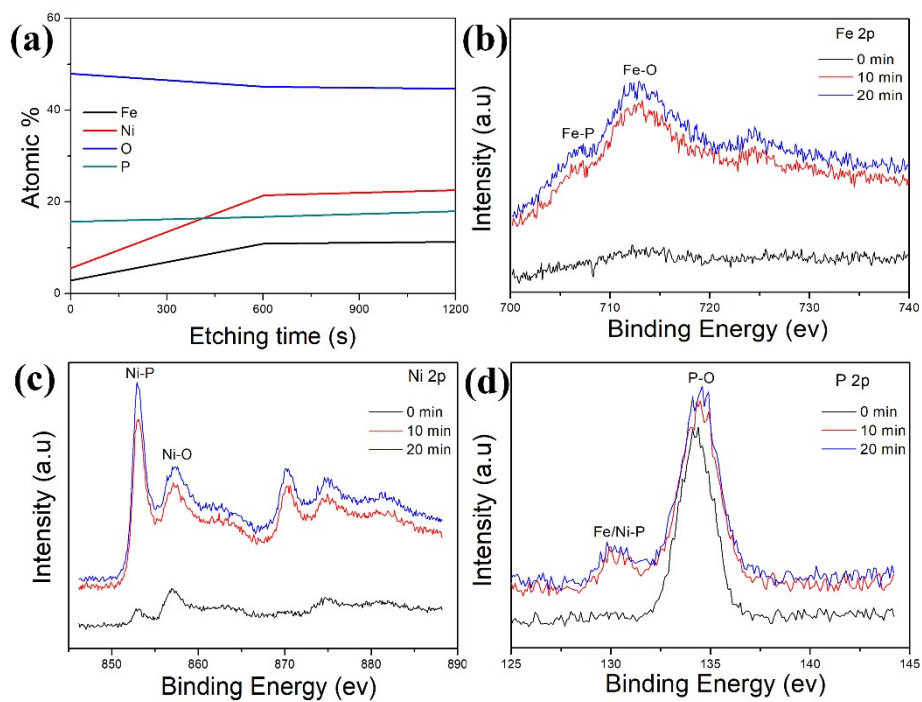 (a)
60
40
20
0
Atomic %
Fe
Ni
O
P
0 300 600 900 1200
Etching time (s)
(b)
Fe 2p
0 min
10 min
20 min
Fe-O
Fe-P
Intensity (a.u)
700 710 720 730 740
Binding Energy (ev)
(c)
Ni-P
Ni 2p
0 min
10 min
20 min
Ni-O
Intensity (a.u)
850 860 870 880 890
Binding Energy (ev)
(d)
P-O
P 2p
0 min
10 min
20 min
Fe/Ni-P
Intensity (a.u)
125 130 135 140 145
Binding Energy (ev)